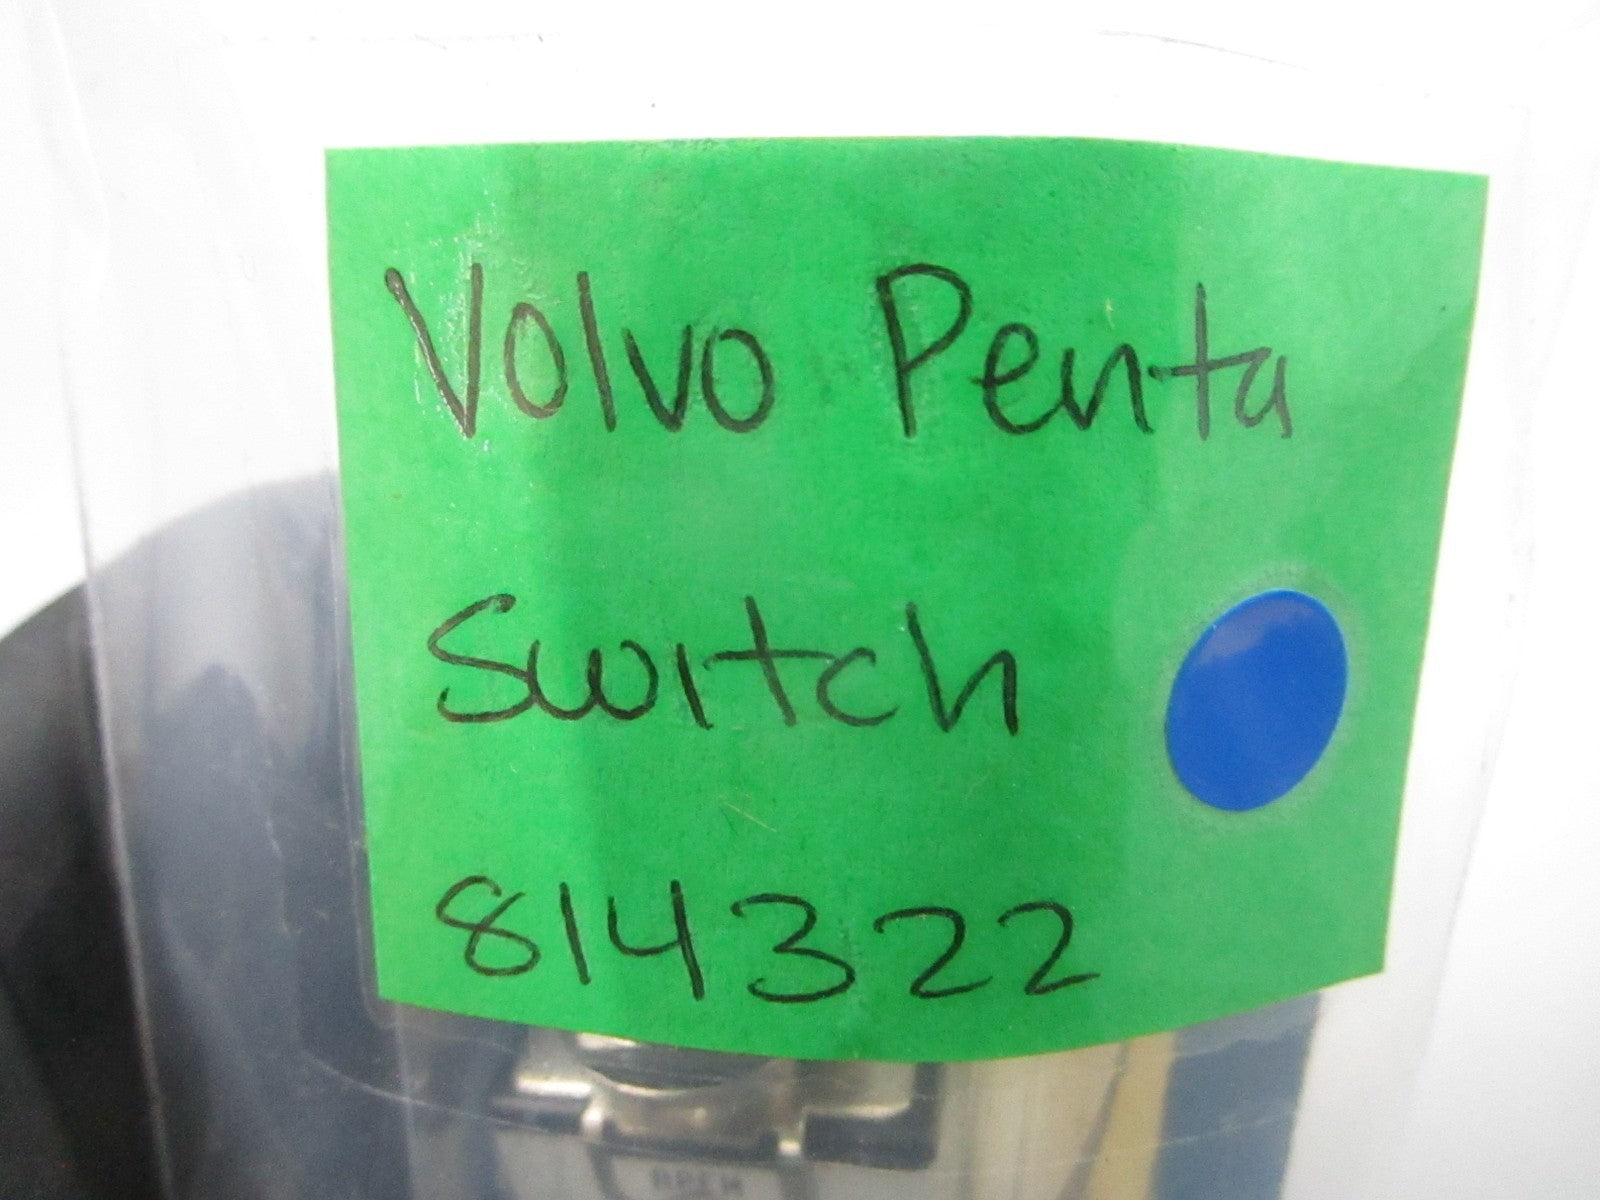 Volvo Penta
Switch
814322